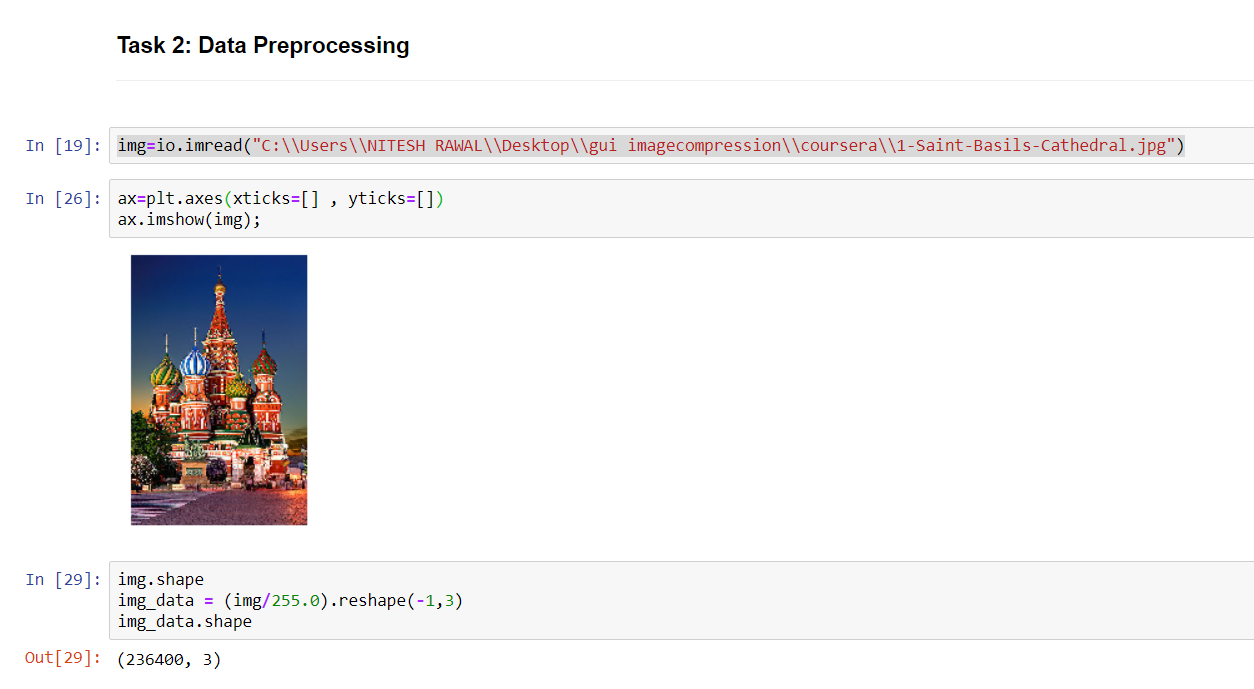 Task 2: Data Preprocessing
In [19]: img=io.imread("C:\\Users\\NITESH RAWAL\\Desktop\\gui imagecompression\\coursera\\1-Saint-Basils-Cathedral.jpg")
In [26]: ax=plt.axes(xticks=[] , yticks=[])
ax.imshow(img);
In [29]: img.shape
img_data = (img/255.0).reshape(-1,3)
img_data.shape
Out[29]: (236400, 3)